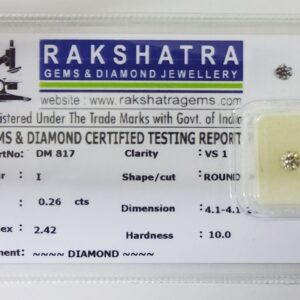 RAKSHATRA
GEMS & DIAMOND JEWELLERY
website : www.rakshatragems.com
istered Under the Trade Marks with Govt. of India
MS & DIAMOND CERTIFIED TESTING REPORT
rtNo: DM 817 Clarity VS 1
r I Shape/cut ROUND
0.26 cts Dimension 4.1-4.1
ex 2.42 Hardness 10.0
ment: ~~~~ DIAMOND ~~~~